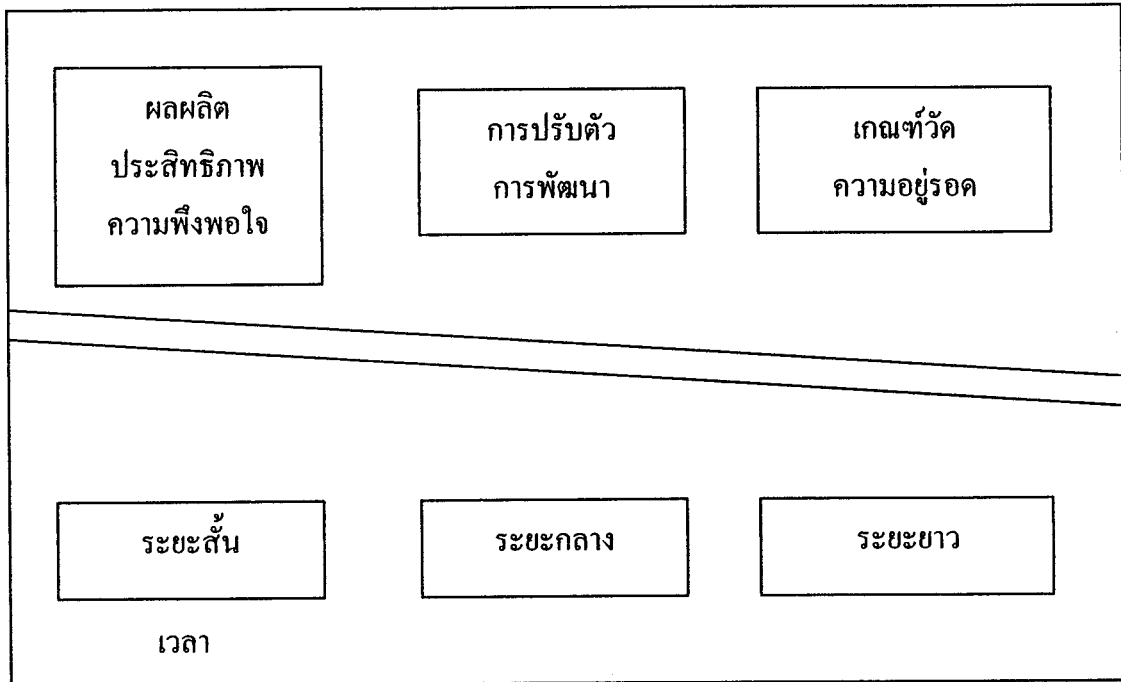 ผลผลิต
ประสิทธิภาพ
ความพึงพอใจ
การปรับตัว
การพัฒนา
เกณฑ์วัด
ความอยู่รอด
ระยะสั้น
ระยะกลาง
ระยะยาว
เวลา